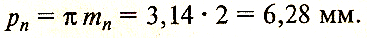 pₙ = π mₙ = 3,14 · 2 = 6,28 мм.